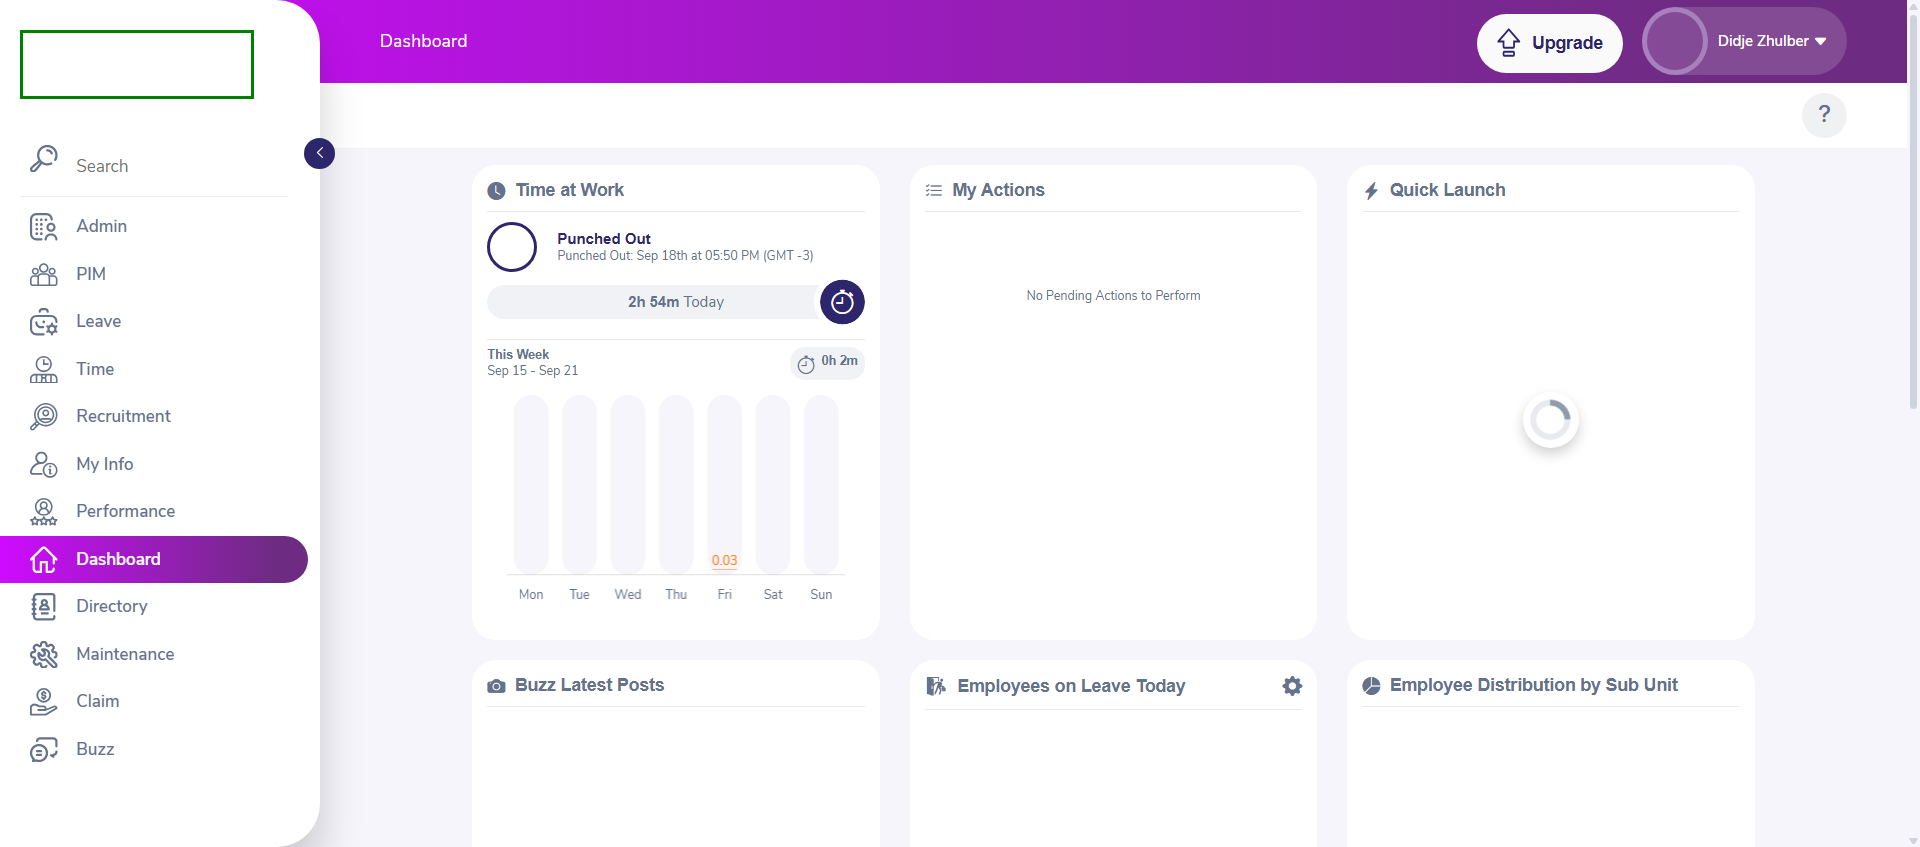 Dashboard
Upgrade
Didje Zhulber
?
Search
Admin
PIM
Leave
Time
Recruitment
My Info
Performance
Dashboard
Directory
Maintenance
Claim
Buzz
Time at Work
Punched Out
Punched Out: Sep 18th at 05:50 PM (GMT -3)
2h 54m Today
This Week
Sep 15 - Sep 21
0h 2m
0.03
Mon Tue Wed Thu Fri Sat Sun
My Actions
No Pending Actions to Perform
Quick Launch
Buzz Latest Posts
Employees on Leave Today
Employee Distribution by Sub Unit